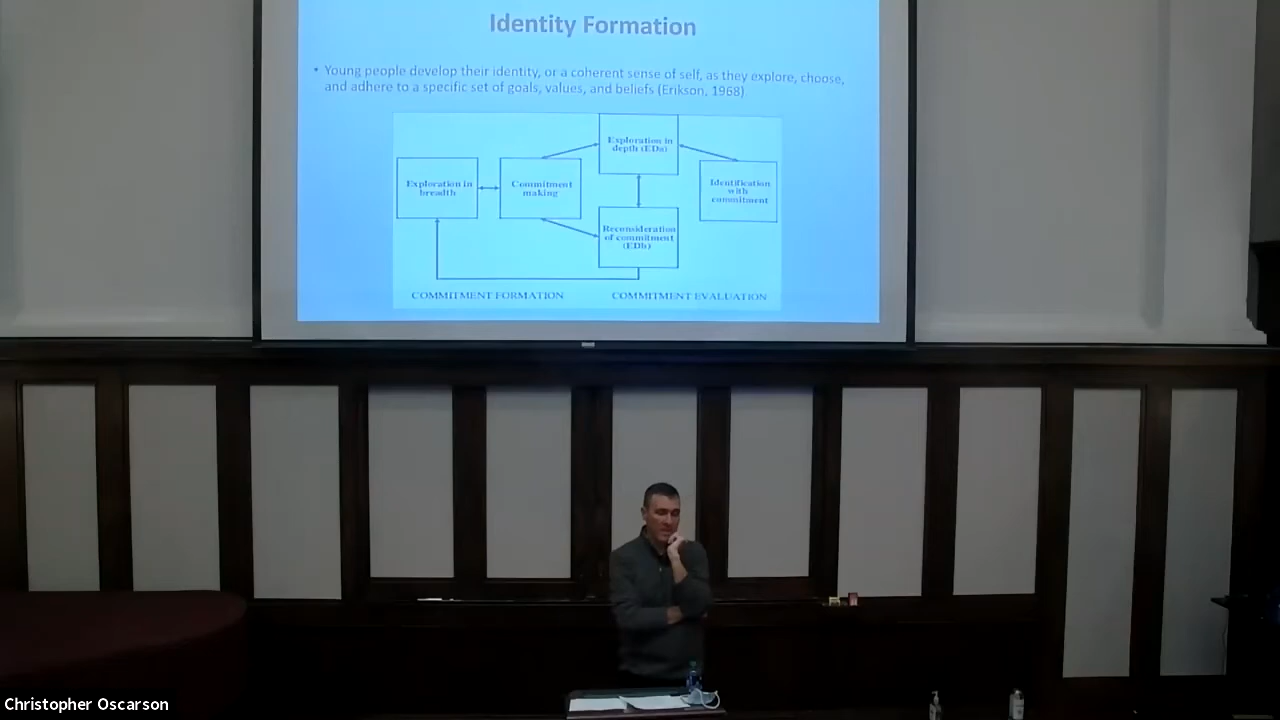 Identity Formation
• Young people develop their identity, or a coherent sense of self, as they explore, choose,
and adhere to a specific set of goals, values, and beliefs (Erikson, 1968)
Exploration in
depth (EDa)
Exploration in
breadth
Commitment
making
Identification
with
commitment
Reconsideration
of commitment
(EDb)
COMMITMENT FORMATION
COMMITMENT EVALUATION
Christopher Oscarson